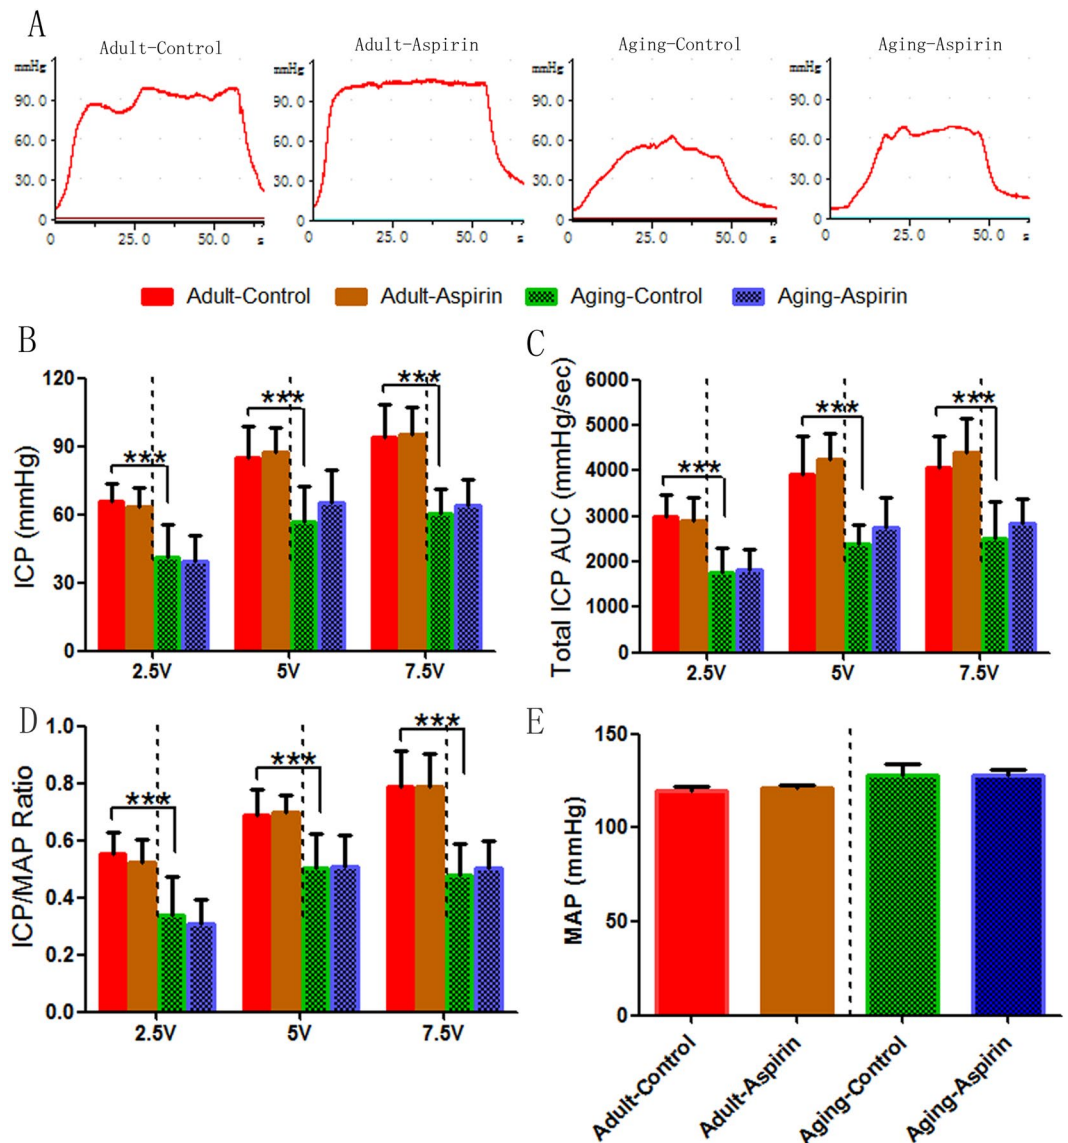 A
Adult-Control
Adult-Aspirin
Aging-Control
Aging-Aspirin
mmHg
90.0
60.0
30.0
0
0 25.0 50.0 s
mmHg
90.0
60.0
30.0
0
0 25.0 50.0 s
mmHg
90.0
60.0
30.0
0
0 25.0 50.0 s
mmHg
90.0
60.0
30.0
0
0 25.0 50.0 s
Adult-Control Adult-Aspirin Aging-Control Aging-Aspirin
B
ICP (mmHg)
120
90
60
30
0
*** *** ***
2.5V 5V 7.5V
C
Total ICP AUC (mmHg/sec)
6000
5000
4000
3000
2000
1000
0
*** *** ***
2.5V 5V 7.5V
D
ICP/MAP Ratio
1.0
0.8
0.6
0.4
0.2
0.0
*** *** ***
2.5V 5V 7.5V
E
MAP (mmHg)
150
100
50
0
Adult-Control
Adult-Aspirin
Aging-Control
Aging-Aspirin